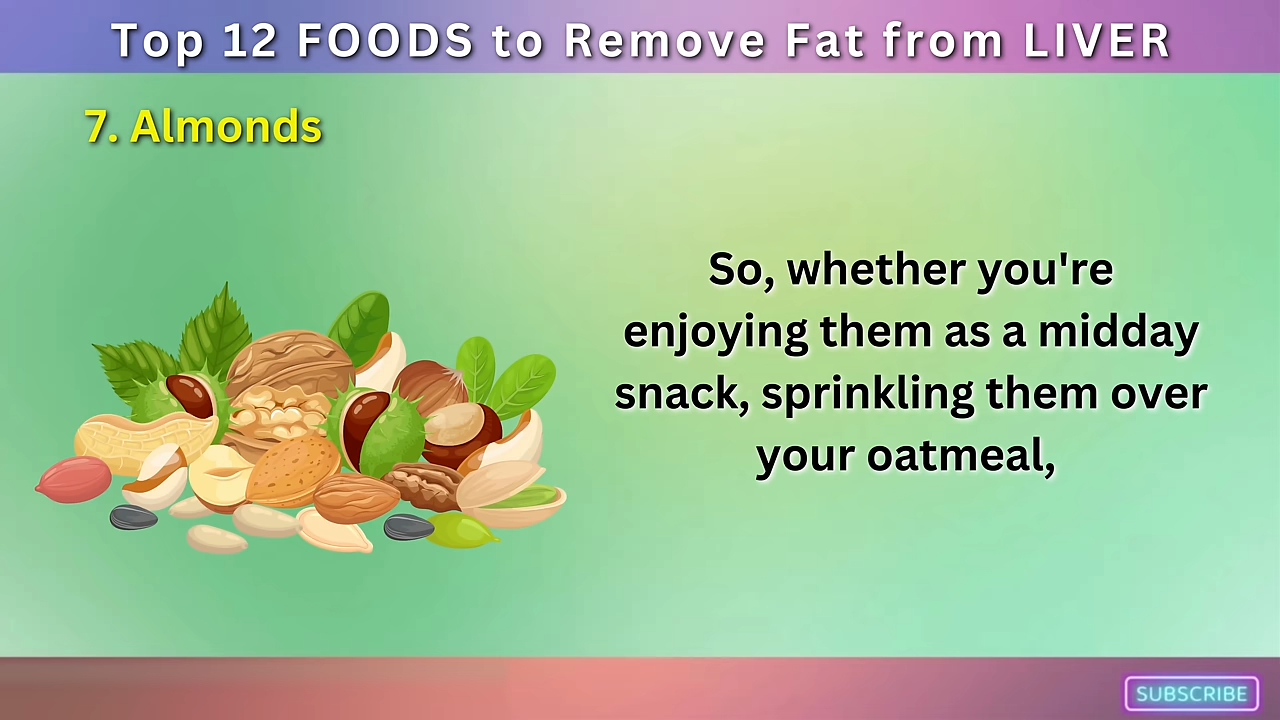 Top 12 FOODS to Remove Fat from LIVER
7. Almonds
So, whether you're
enjoying them as a midday
snack, sprinkling them over
your oatmeal,
SUBSCRIBE